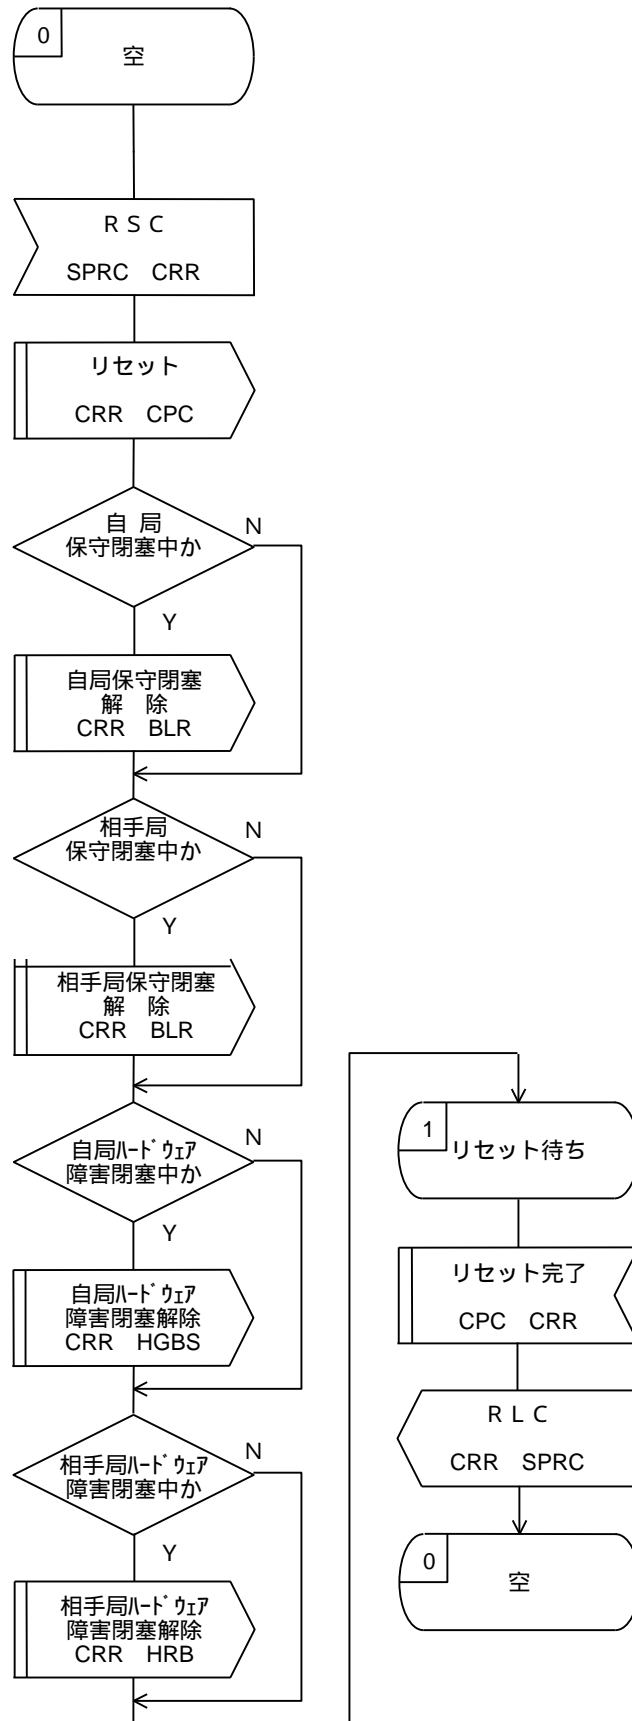 0
空
ＲＳＣ
SPRC CRR
リセット
CRR CPC
自 局
保守閉塞中か
N
Y
自局保守閉塞
解 除
CRR BLR
相手局
保守閉塞中か
N
Y
相手局保守閉塞
解 除
CRR BLR
自局ﾊｰﾄﾞｳｪｱ
障害閉塞中か
N
Y
自局ﾊｰﾄﾞｳｪｱ
障害閉塞解除
CRR HGBS
相手局ﾊｰﾄﾞｳｪｱ
障害閉塞中か
N
Y
相手局ﾊｰﾄﾞｳｪｱ
障害閉塞解除
CRR HRB
1
リセット待ち
リセット完了
CPC CRR
ＲＬＣ
CRR SPRC
0
空